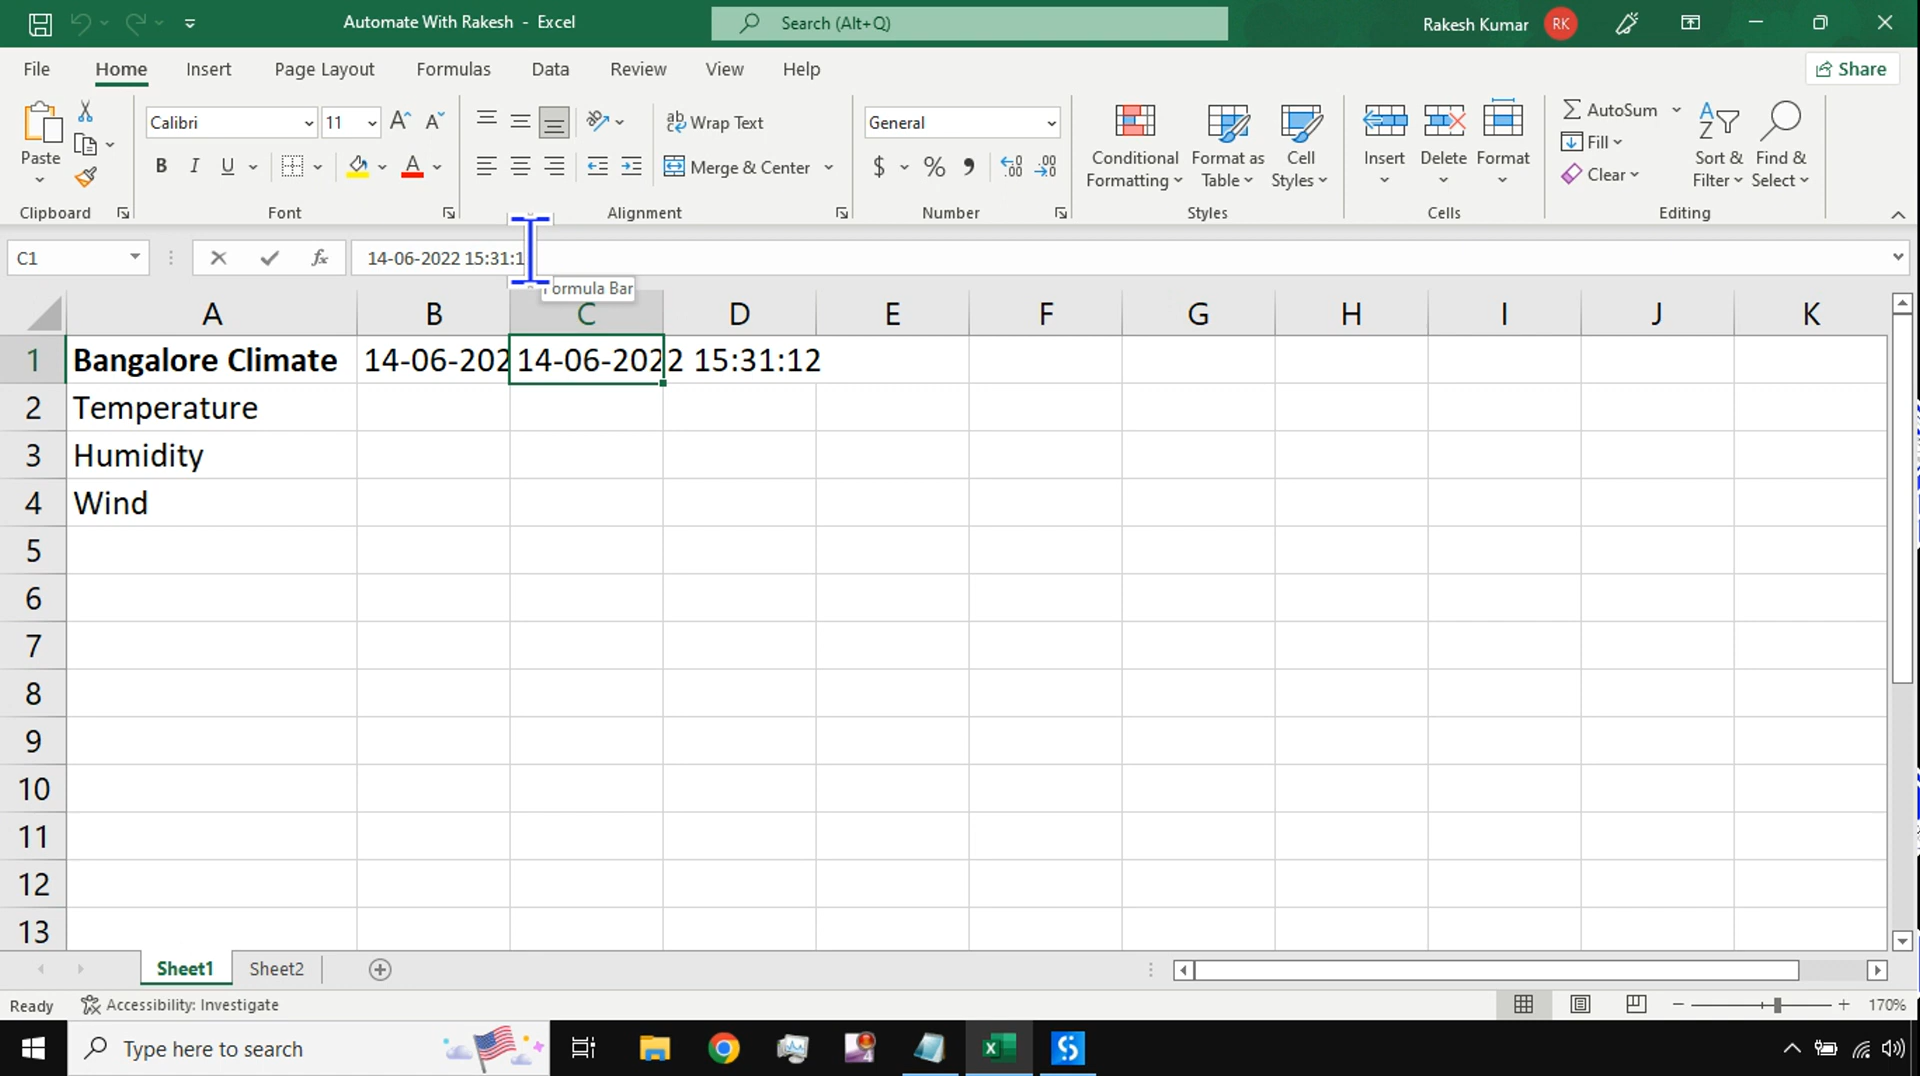 Automate With Rakesh - Excel
Search (Alt+Q)
Rakesh Kumar RK
File Home Insert Page Layout Formulas Data Review View Help Share
Paste
Calibri 11
B I U
Wrap Text
Merge & Center
General
$ % 9
Conditional Formatting
Format as Table
Cell Styles
Insert Delete Format
AutoSum
Fill
Clear
Sort & Filter
Find & Select
Clipboard Font Alignment Number Styles Cells Editing
C1 fx 14-06-2022 15:31:1
Formula Bar
A B C D E F G H I J K
1 Bangalore Climate 14-06-202 14-06-2022 15:31:12
2 Temperature
3 Humidity
4 Wind
5
6
7
8
9
10
11
12
13
Sheet1 Sheet2
Ready Accessibility: Investigate 170%
Type here to search